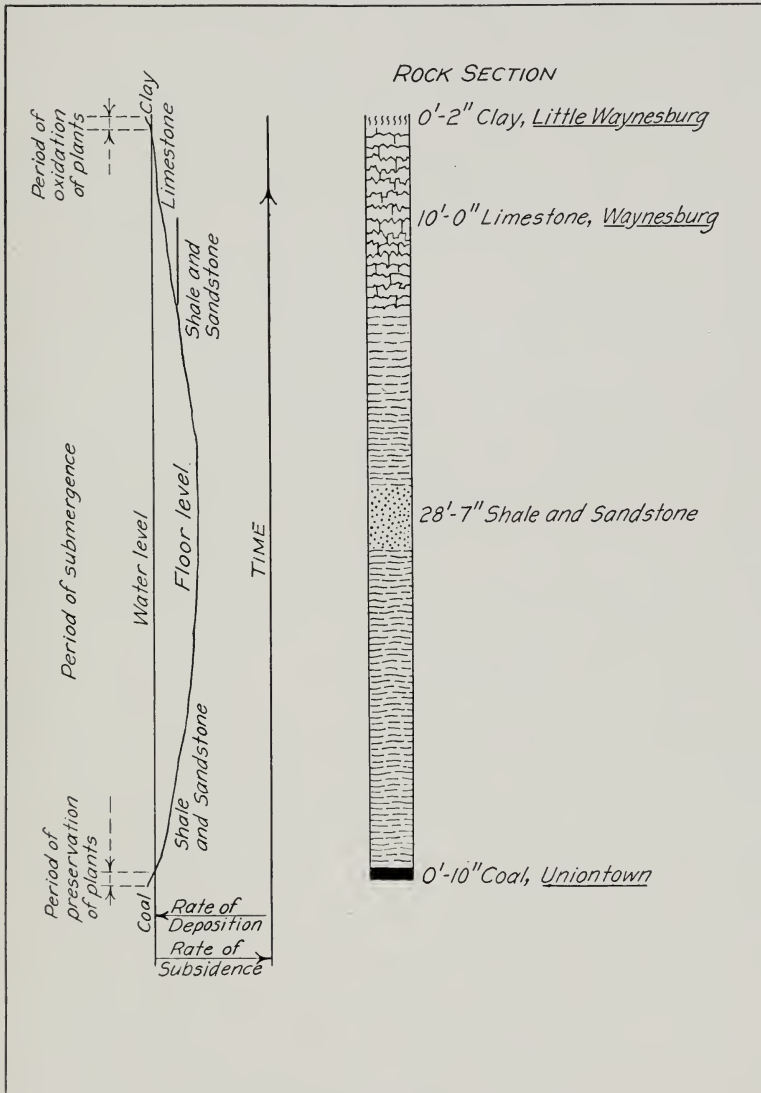 ROCK SECTION
0'-2" Clay, Little Waynesburg
10'-0" Limestone, Waynesburg
28'-7" Shale and Sandstone
0'-10" Coal, Uniontown
Period of
oxidation
of plants
Clay
Limestone
Shale and
Sandstone
Period of submergence
Water level
Floor level.
TIME
Shale
and Sandstone
Period of
preservation
of plants
Coal
Rate of
Deposition
Rate of
Subsidence